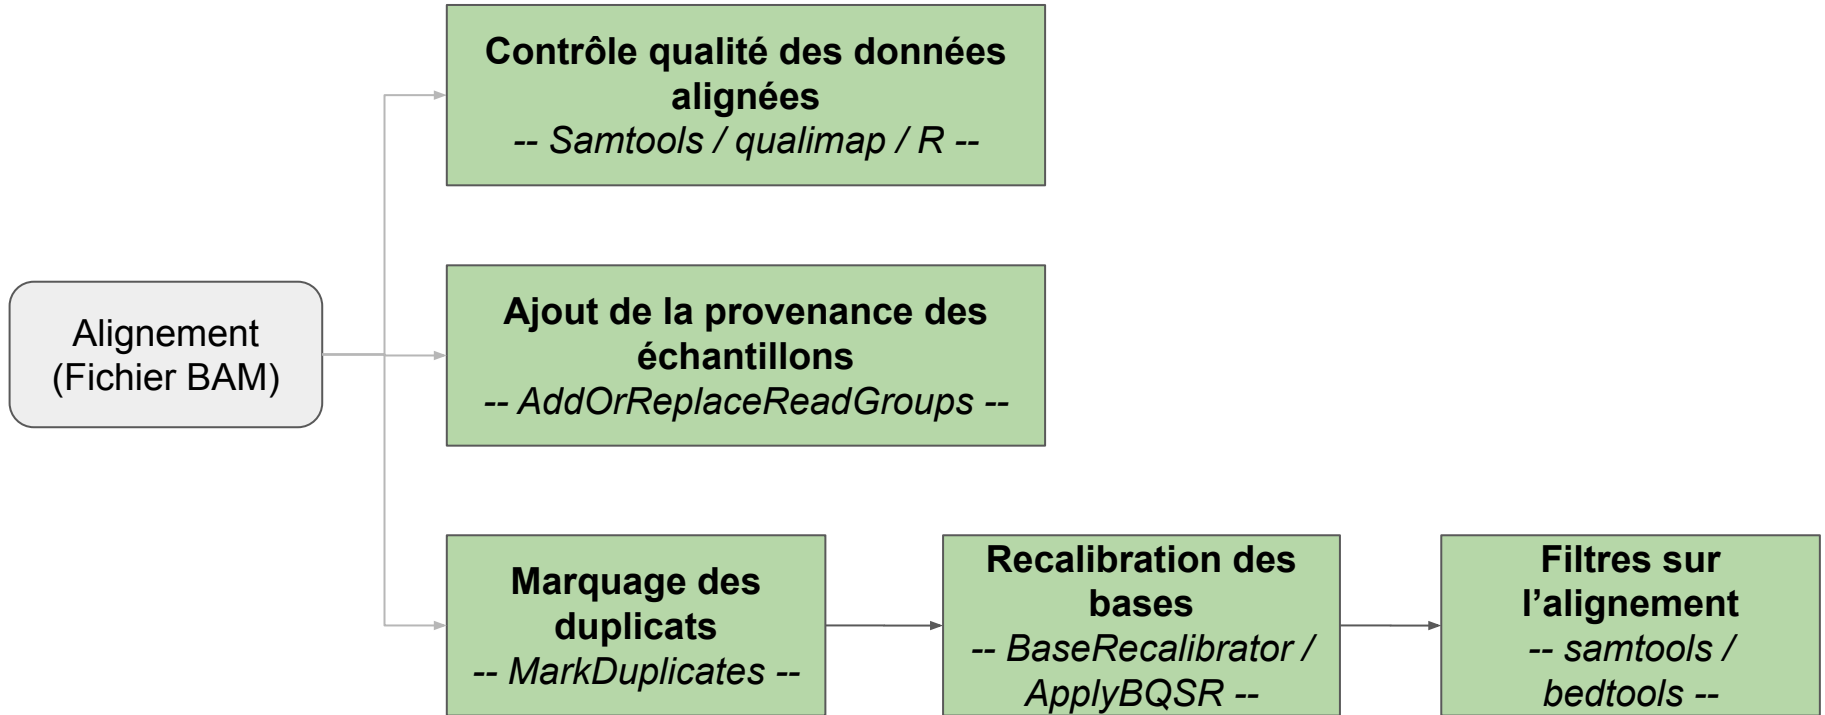 Contrôle qualité des données
alignées
-- Samtools / qualimap / R --
Alignement
(Fichier BAM)
Ajout de la provenance des
échantillons
-- AddOrReplaceReadGroups --
Marquage des
duplicats
-- MarkDuplicates --
Recalibration des
bases
-- BaseRecalibrator /
ApplyBQSR --
Filtres sur
l’alignement
-- samtools /
bedtools --